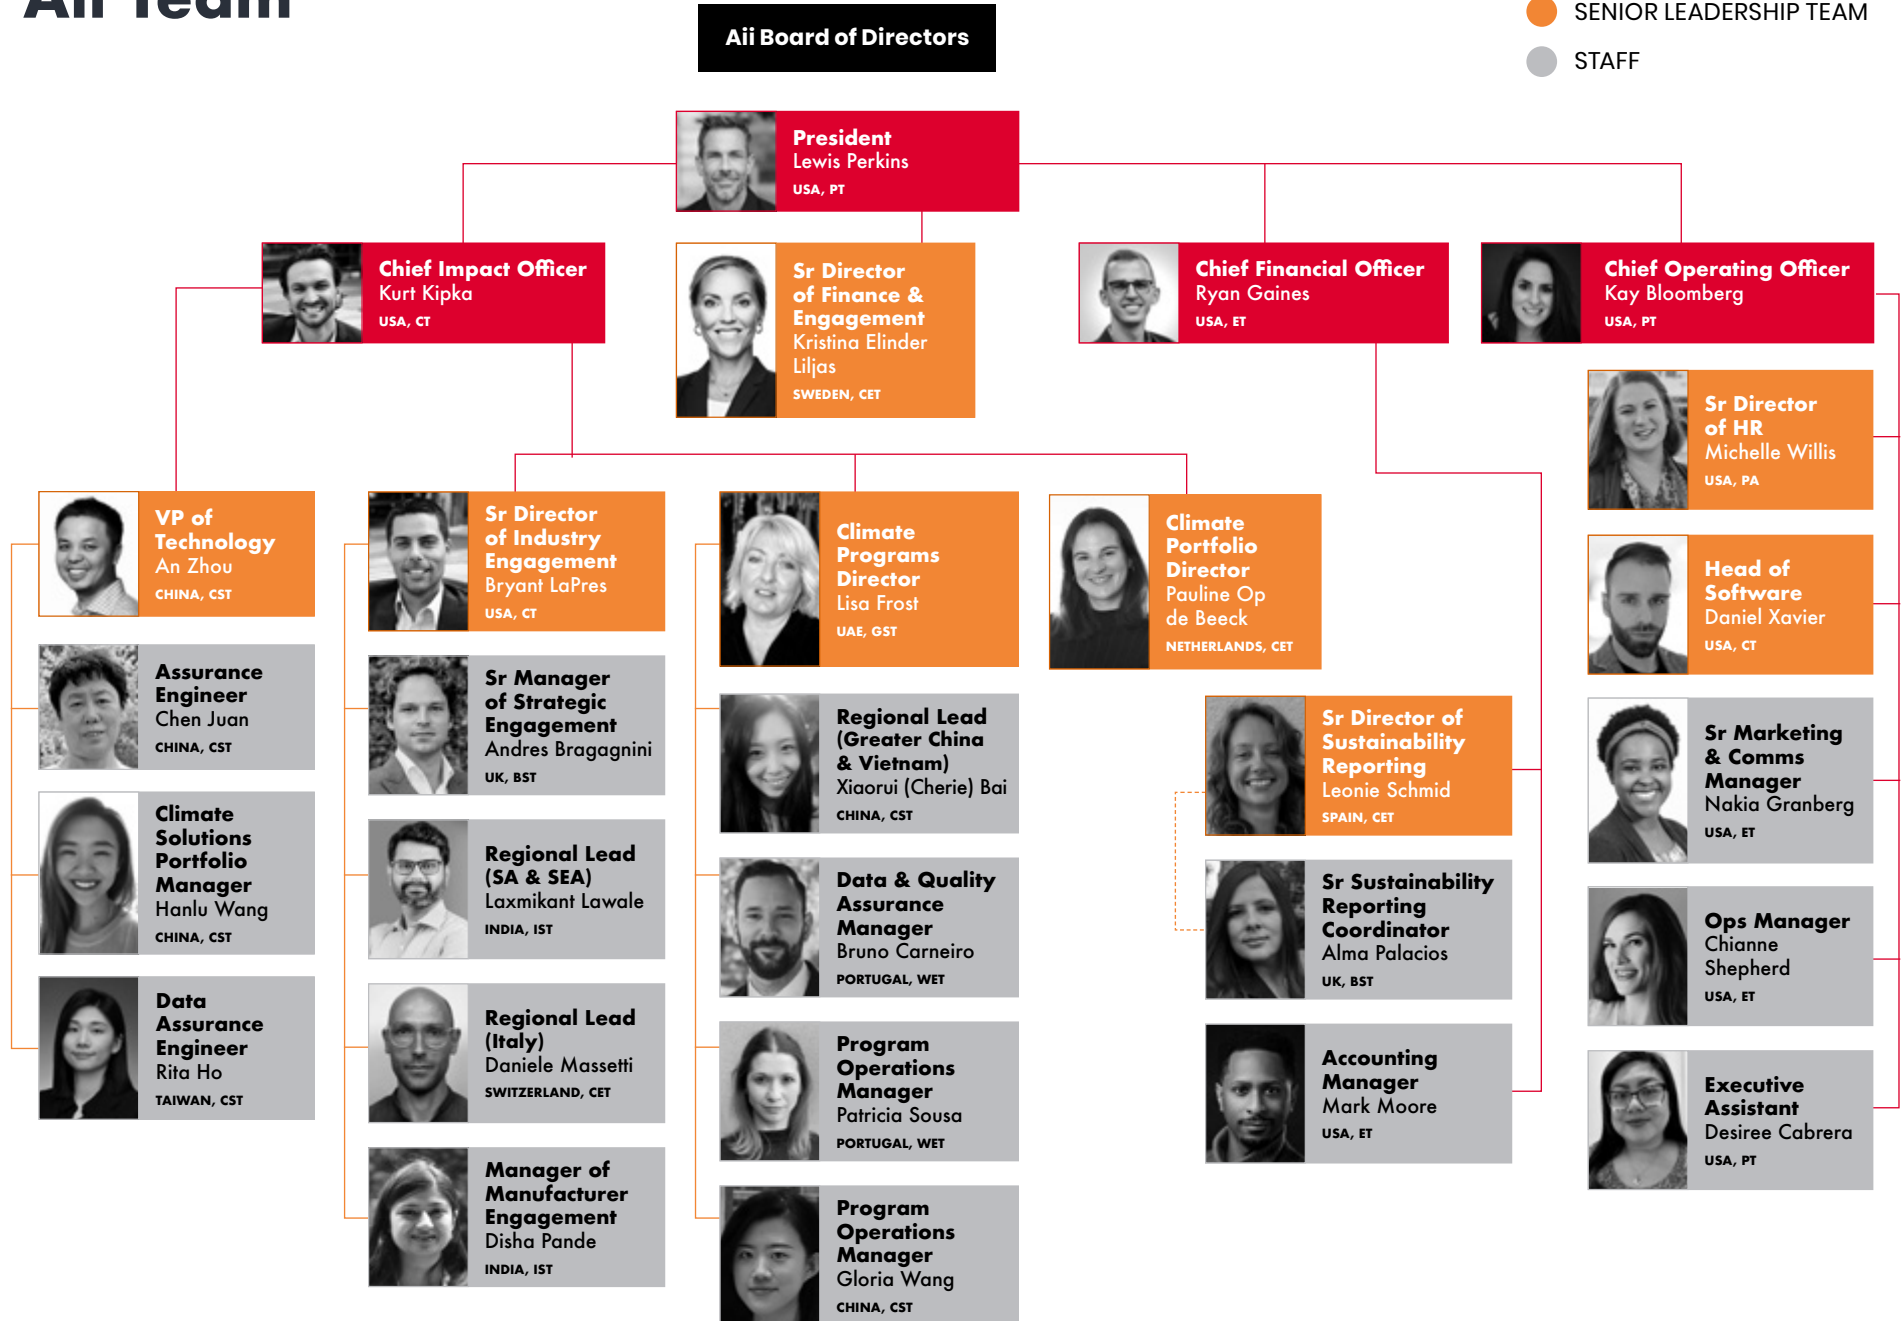 Aii Team
Aii Board of Directors
SENIOR LEADERSHIP TEAM
STAFF
President
Lewis Perkins
USA, PT
Chief Impact Officer
Kurt Kipka
USA, CT
Sr Director
of Finance &
Engagement
Kristina Elinder
Liljas
SWEDEN, CET
Chief Financial Officer
Ryan Gaines
USA, ET
Chief Operating Officer
Kay Bloomberg
USA, PT
VP of
Technology
An Zhou
CHINA, CST
Assurance
Engineer
Chen Juan
CHINA, CST
Climate
Solutions
Portfolio
Manager
Hanlu Wang
CHINA, CST
Data
Assurance
Engineer
Rita Ho
TAIWAN, CST
Sr Director
of Industry
Engagement
Bryant LaPres
USA, CT
Sr Manager
of Strategic
Engagement
Andres Bragagnini
UK, BST
Regional Lead
(SA & SEA)
Laxmikant Lawale
INDIA, IST
Regional Lead
(Italy)
Daniele Massetti
SWITZERLAND, CET
Manager of
Manufacturer
Engagement
Disha Pande
INDIA, IST
Climate
Programs
Director
Lisa Frost
UAE, GST
Regional Lead
(Greater China
& Vietnam)
Xiaorui (Cherie) Bai
CHINA, CST
Data & Quality
Assurance
Manager
Bruno Carneiro
PORTUGAL, WET
Program
Operations
Manager
Patricia Sousa
PORTUGAL, WET
Program
Operations
Manager
Gloria Wang
CHINA, CST
Climate
Portfolio
Director
Pauline Op
de Beeck
NETHERLANDS, CET
Sr Director of
Sustainability
Reporting
Leonie Schmid
SPAIN, CET
Sr Sustainability
Reporting
Coordinator
Alma Palacios
UK, BST
Accounting
Manager
Mark Moore
USA, ET
Sr Director
of HR
Michelle Willis
USA, PA
Head of
Software
Daniel Xavier
USA, CT
Sr Marketing
& Comms
Manager
Nakia Granberg
USA, ET
Ops Manager
Chianne
Shepherd
USA, ET
Executive
Assistant
Desiree Cabrera
USA, PT